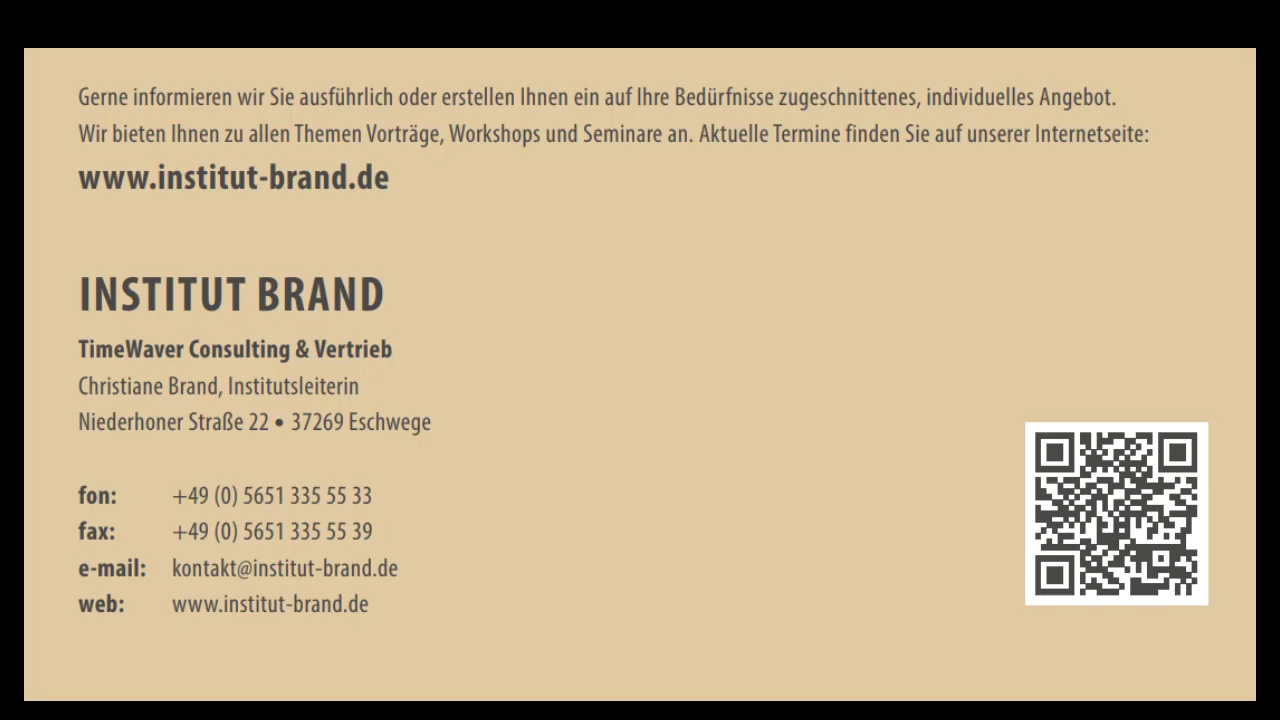 Gerne informieren wir Sie ausführlich oder erstellen Ihnen ein auf Ihre Bedürfnisse zugeschnittenes, individuelles Angebot.
Wir bieten Ihnen zu allen Themen Vorträge, Workshops und Seminare an. Aktuelle Termine finden Sie auf unserer Internetseite:
www.institut-brand.de
INSTITUT BRAND
TimeWaver Consulting & Vertrieb
Christiane Brand, Institutsleiterin
Niederhoner Straße 22 • 37269 Eschwege
fon: +49 (0) 5651 335 55 33
fax: +49 (0) 5651 335 55 39
e-mail: kontakt@institut-brand.de
web: www.institut-brand.de